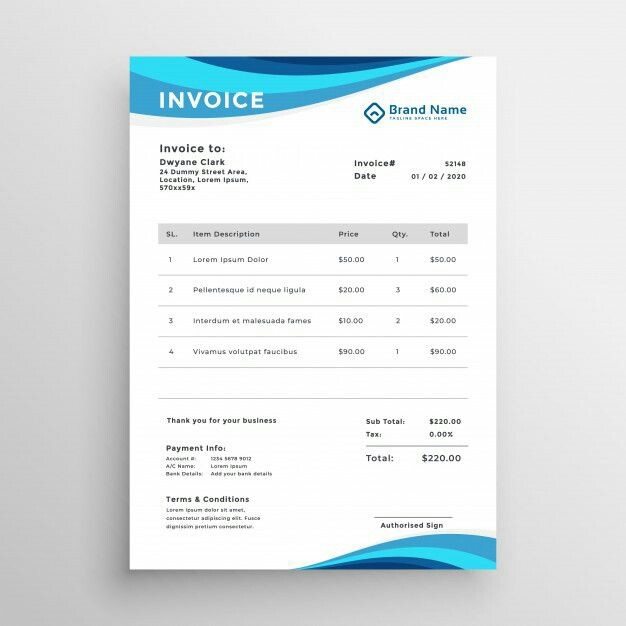 INVOICE
Brand Name
TASLINE SPACE HERE
Invoice to:
Dwyane Clark
24 Dummy Street Area,
Location, Lorem Ipsum,
570xx59x
Invoice# 52148
Date 01 / 02 / 2020
SL. Item Description Price Qty. Total
1 Lorem Ipsum Dolor $50.00 1 $50.00
2 Pellentesque id neque ligula $20.00 3 $60.00
3 Interdum et malesuada fames $10.00 2 $20.00
4 Vivamus volutpat faucibus $90.00 1 $90.00
Thank you for your business
Sub Total: $220.00
Tax: 0.00%
Total: $220.00
Payment Info:
Account #: 1234 5678 9012
A/C Name: Lorem Ipsum
Bank Details: Add your bank details
Terms & Conditions
Lorem ipsum dolor sit amet,
consectetur adipiscing elit. Fusce
dignissim pretium consectetur.
Authorised Sign